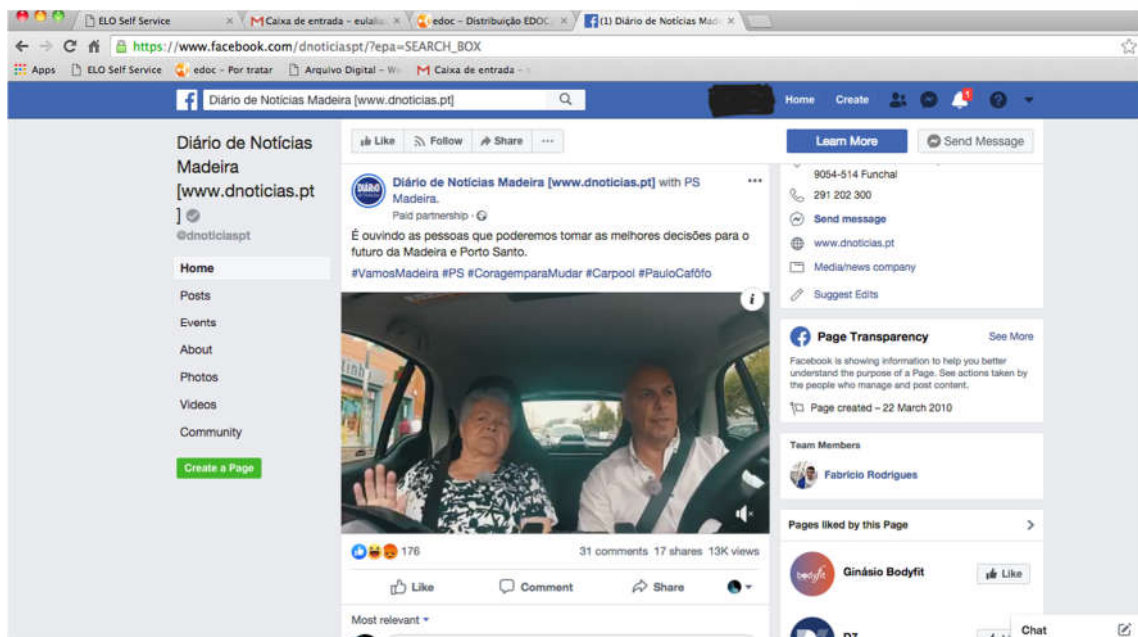 ELO Self Service
Caixa de entrada – eulalia
edoc – Distribuição EDOC
(1) Diário de Notícias Made
https://www.facebook.com/dnoticiaspt/?epa=SEARCH_BOX
Apps
ELO Self Service
edoc – Por tratar
Arquivo Digital – W
Caixa de entrada –
Diário de Notícias Madeira [www.dnoticias.pt]
Home
Create
1
Diário de Notícias
Madeira
[www.dnoticias.pt
]
@dnoticiaspt
Home
Posts
Events
About
Photos
Videos
Community
Create a Page
Like
Follow
Share
Learn More
Send Message
DIÁRIO
Diário de Notícias Madeira [www.dnoticias.pt] with PS
Madeira.
Paid partnership ·
É ouvindo as pessoas que poderemos tomar as melhores decisões para o
futuro da Madeira e Porto Santo.
#VamosMadeira #PS #CoragemparaMudar #Carpool #PauloCafôfo
i
176
31 comments 17 shares 13K views
Like
Comment
Share
Most relevant
9054-514 Funchal
291 202 300
Send message
www.dnoticias.pt
Media/news company
Suggest Edits
Page Transparency
See More
Facebook is showing information to help you better
understand the purpose of a Page. See actions taken by
the people who manage and post content.
Page created – 22 March 2010
Team Members
Fabricio Rodrigues
Pages liked by this Page
bodyfit
Ginásio Bodyfit
Like
Chat